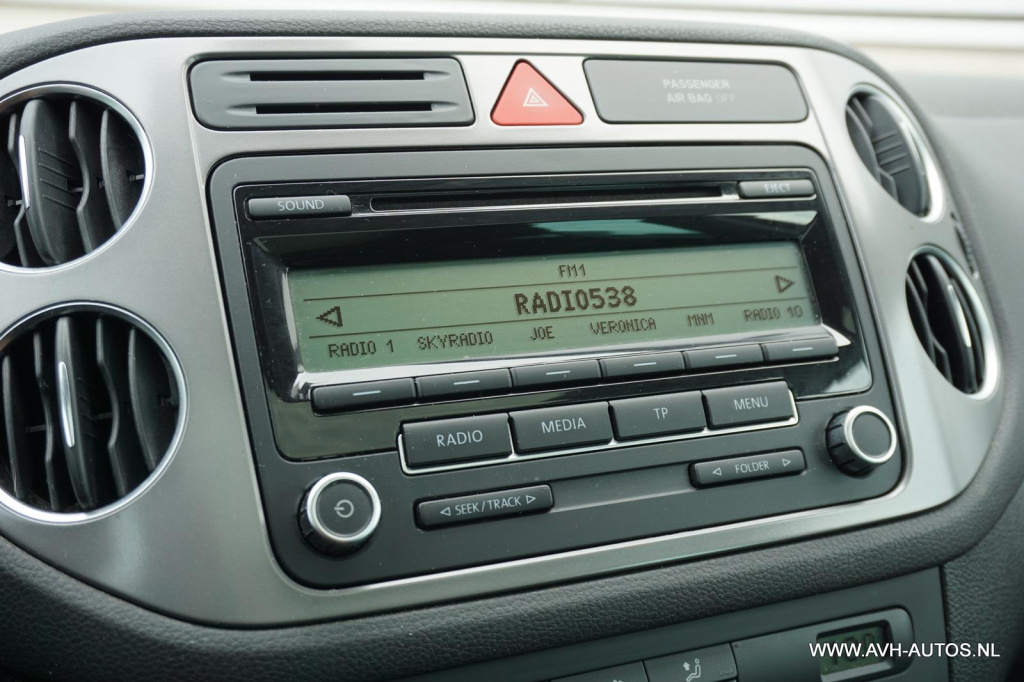 PASSENGER
AIR BAG OFF
SOUND
EJECT
FM1
RADIO538
RADIO 1 SKYRADIO JOE VERONICA MNM RADIO 10
RADIO MEDIA TP MENU
SEEK/TRACK FOLDER
WWW.AVH-AUTOS.NL